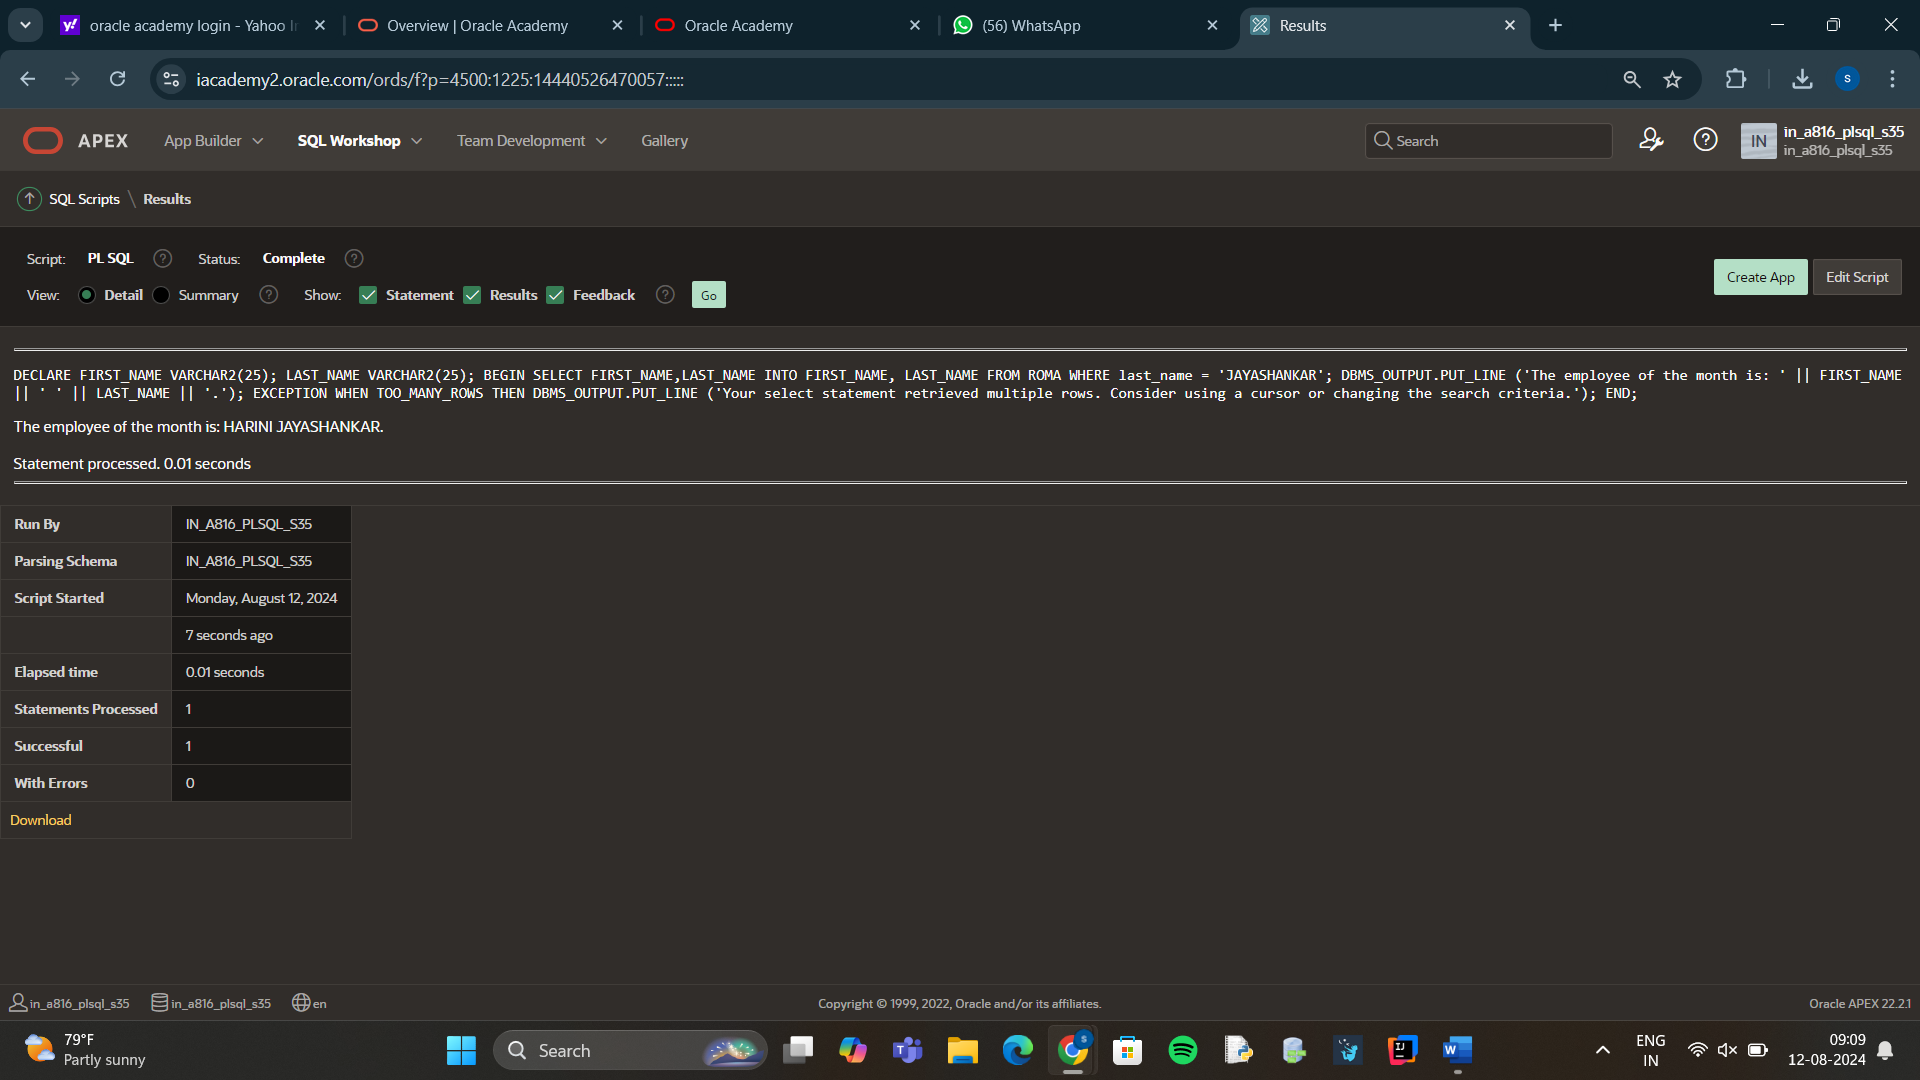 oracle academy login - Yahoo I
Overview | Oracle Academy
Oracle Academy
(56) WhatsApp
Results
iacademy2.oracle.com/ords/f?p=4500:1225:14440526470057:::::
S
APEX
App Builder
SQL Workshop
Team Development
Gallery
Search
IN
in_a816_plsql_s35
in_a816_plsql_s35
SQL Scripts \ Results
Script: PL SQL ? Status: Complete ?
View: Detail Summary ? Show: Statement Results Feedback ? Go
Create App
Edit Script
DECLARE FIRST_NAME VARCHAR2(25); LAST_NAME VARCHAR2(25); BEGIN SELECT FIRST_NAME,LAST_NAME INTO FIRST_NAME, LAST_NAME FROM ROMA WHERE last_name = 'JAYASHANKAR'; DBMS_OUTPUT.PUT_LINE ('The employee of the month is: ' || FIRST_NAME
|| ' ' || LAST_NAME || '.'); EXCEPTION WHEN TOO_MANY_ROWS THEN DBMS_OUTPUT.PUT_LINE ('Your select statement retrieved multiple rows. Consider using a cursor or changing the search criteria.'); END;
The employee of the month is: HARINI JAYASHANKAR.
Statement processed. 0.01 seconds
Run By IN_A816_PLSQL_S35
Parsing Schema IN_A816_PLSQL_S35
Script Started Monday, August 12, 2024
7 seconds ago
Elapsed time 0.01 seconds
Statements Processed 1
Successful 1
With Errors 0
Download
in_a816_plsql_s35 in_a816_plsql_s35 en
Copyright © 1999, 2022, Oracle and/or its affiliates.
Oracle APEX 22.2.1
79°F
Partly sunny
Search
ENG
IN
09:09
12-08-2024